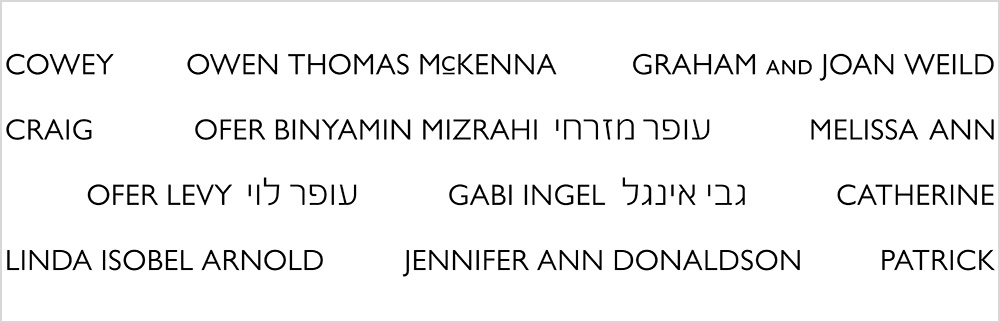 COWEY OWEN THOMAS McKENNA GRAHAM AND JOAN WEILD
CRAIG OFER BINYAMIN MIZRAHI עופר מזרחי MELISSA ANN
OFER LEVY עופר לוי GABI INGEL גבי אינגל CATHERINE
LINDA ISOBEL ARNOLD JENNIFER ANN DONALDSON PATRICK